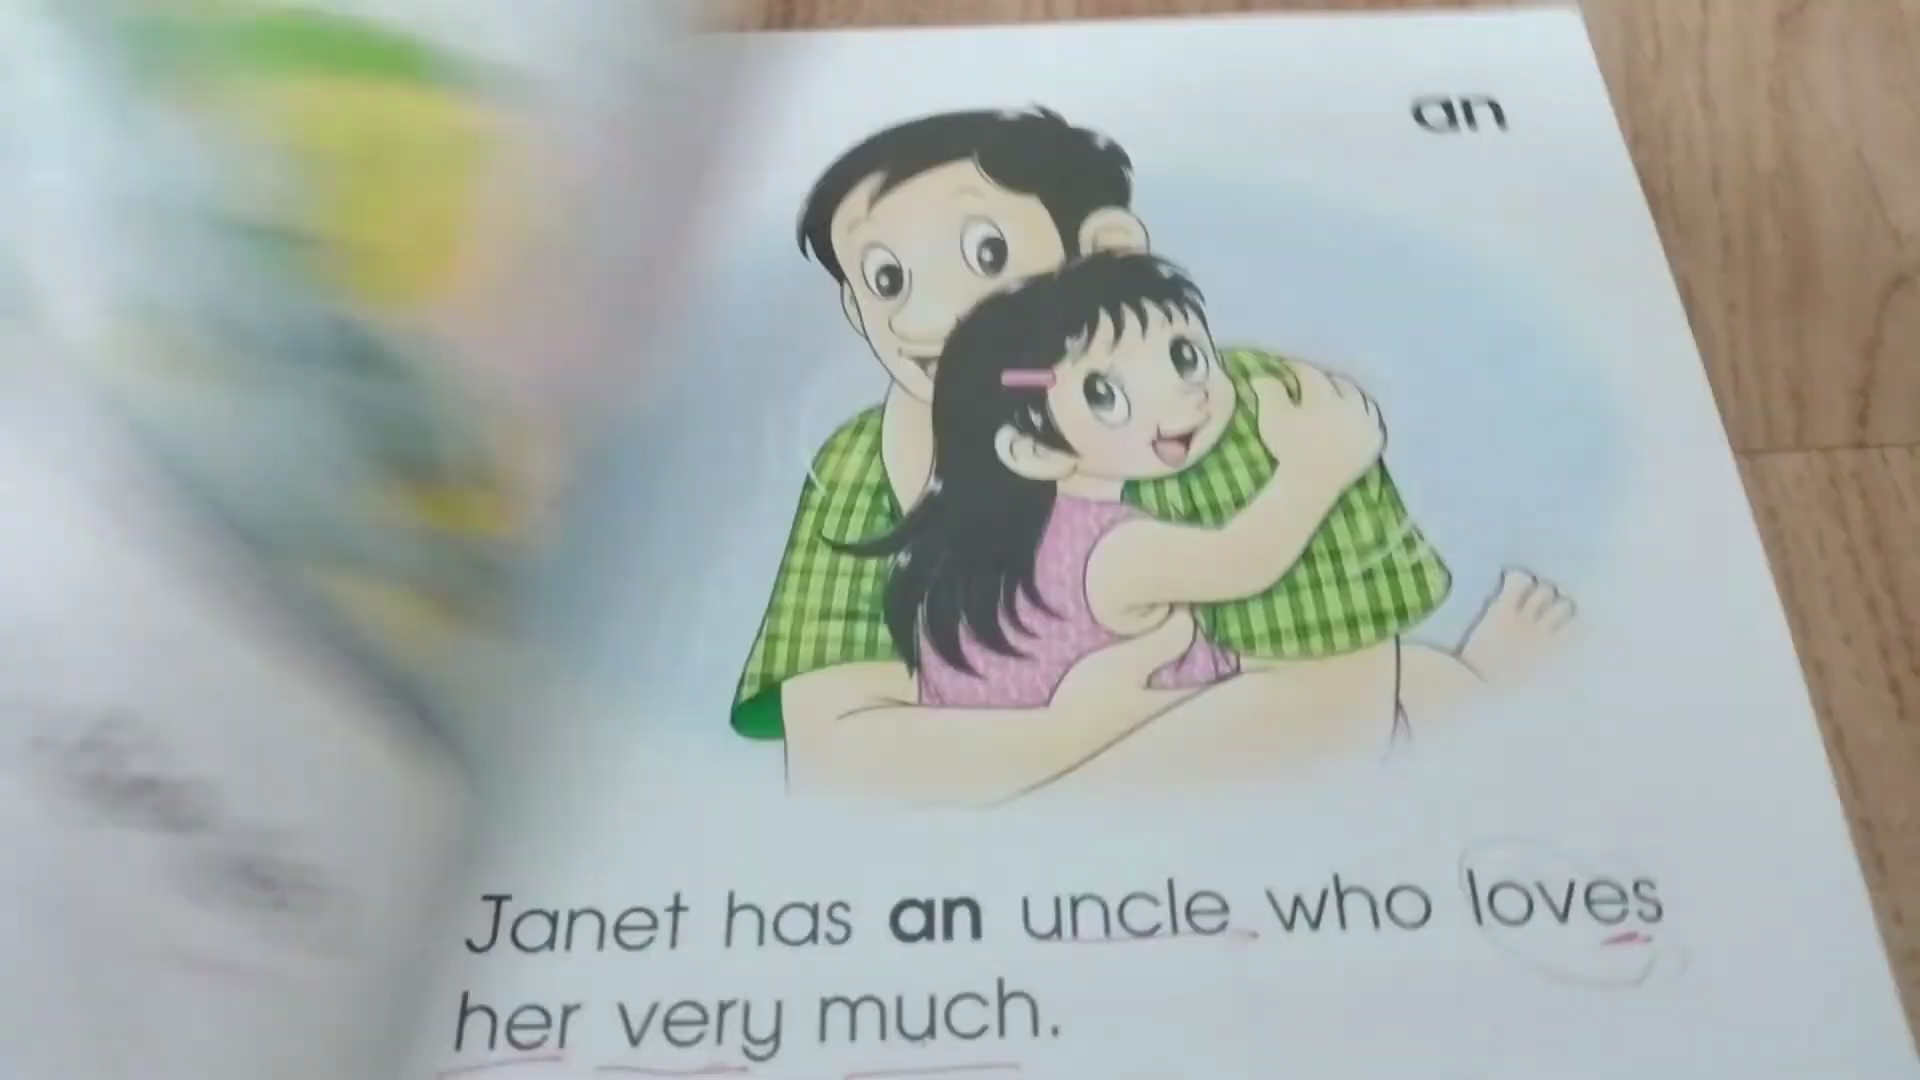 an
Janet has an uncle who loves
her very much.